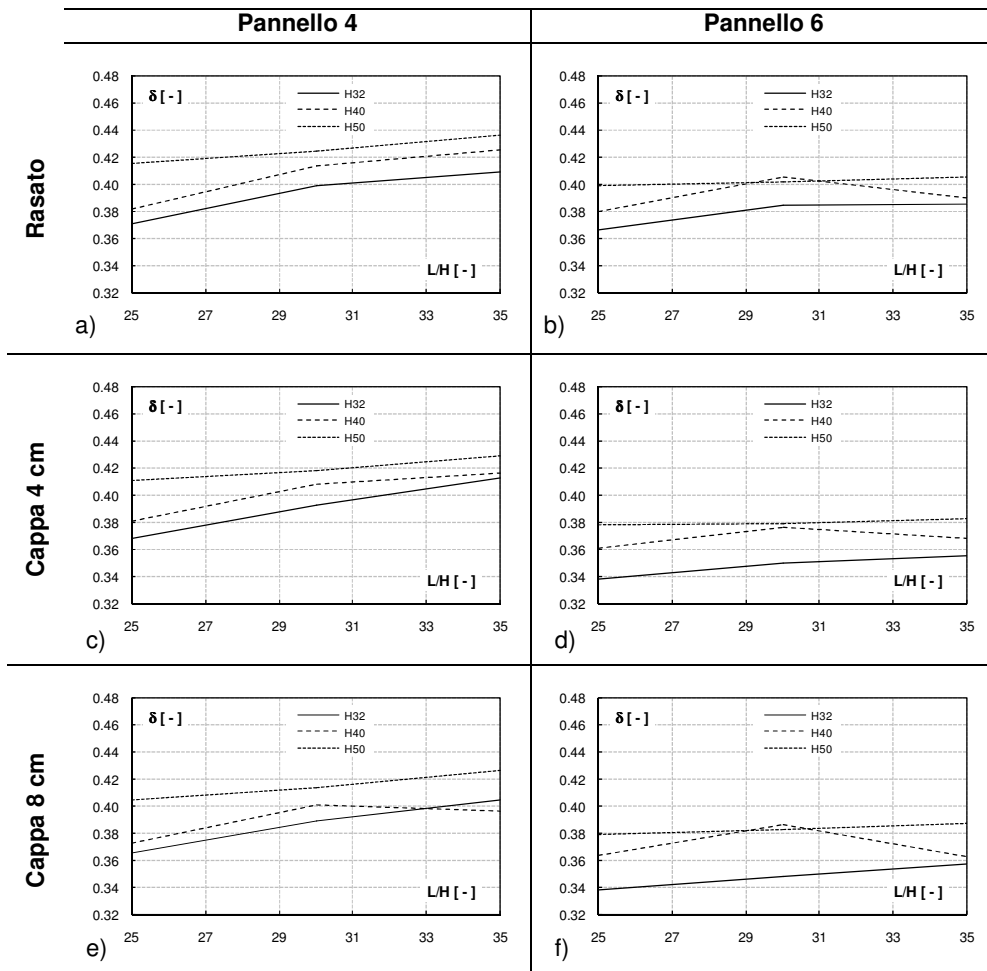 Pannello 4
Pannello 6
Rasato
0.48
0.46
0.44
0.42
0.40
0.38
0.36
0.34
0.32
δ [ - ]
H32
H40
H50
L/H [ - ]
25 27 29 31 33 35
a)
0.48
0.46
0.44
0.42
0.40
0.38
0.36
0.34
0.32
δ [ - ]
H32
H40
H50
L/H [ - ]
25 27 29 31 33 35
b)
Cappa 4 cm
0.48
0.46
0.44
0.42
0.40
0.38
0.36
0.34
0.32
δ [ - ]
H32
H40
H50
L/H [ - ]
25 27 29 31 33 35
c)
0.48
0.46
0.44
0.42
0.40
0.38
0.36
0.34
0.32
δ [ - ]
H32
H40
H50
L/H [ - ]
25 27 29 31 33 35
d)
Cappa 8 cm
0.48
0.46
0.44
0.42
0.40
0.38
0.36
0.34
0.32
δ [ - ]
H32
H40
H50
L/H [ - ]
25 27 29 31 33 35
e)
0.48
0.46
0.44
0.42
0.40
0.38
0.36
0.34
0.32
δ [ - ]
H32
H40
H50
L/H [ - ]
25 27 29 31 33 35
f)